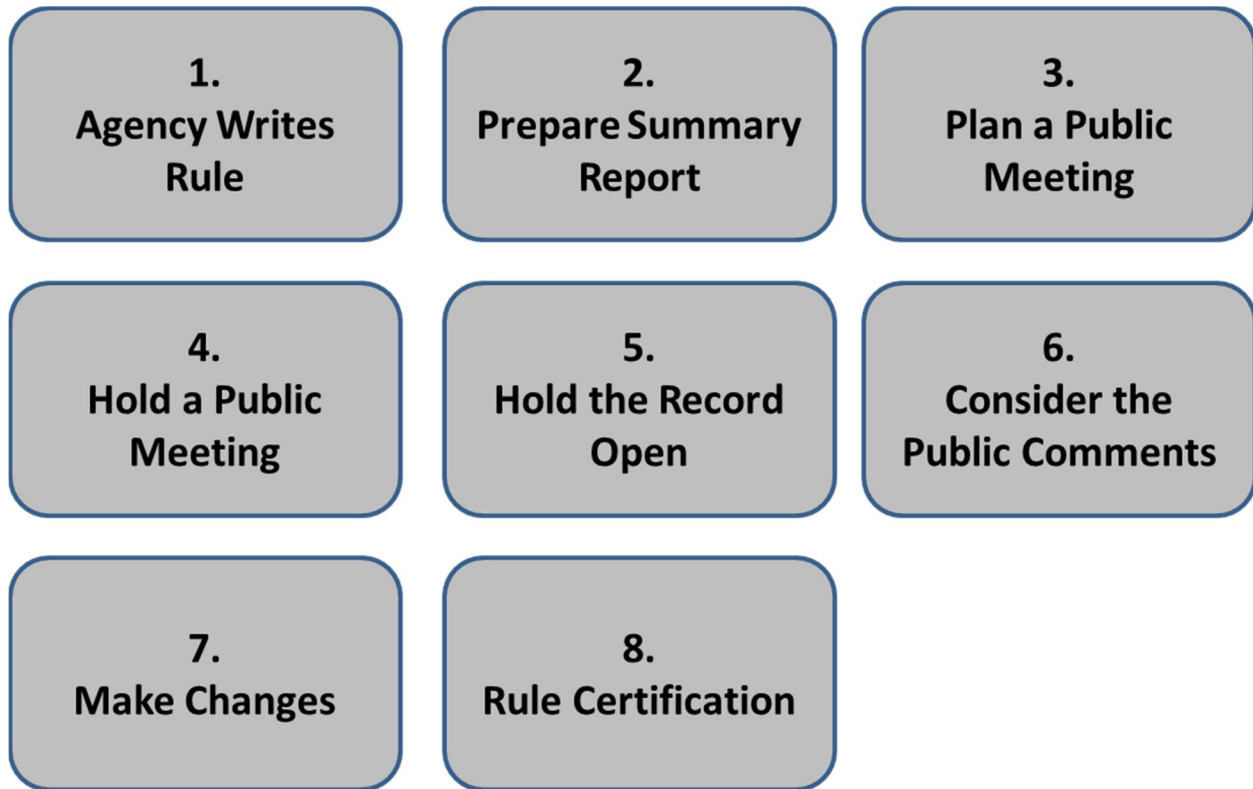 1.
Agency Writes
Rule
2.
Prepare Summary
Report
3.
Plan a Public
Meeting
4.
Hold a Public
Meeting
5.
Hold the Record
Open
6.
Consider the
Public Comments
7.
Make Changes
8.
Rule Certification